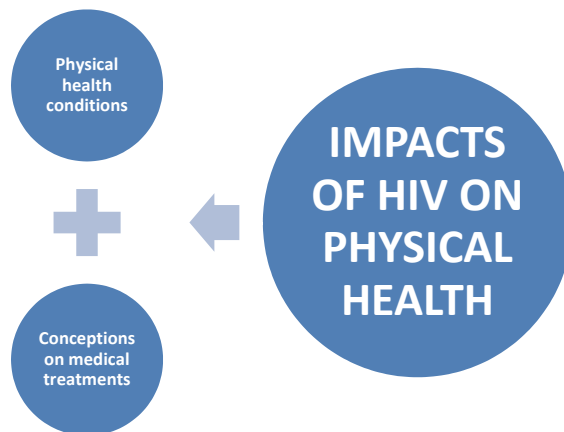 Physical
health
conditions
Conceptions
on medical
treatments
IMPACTS
OF HIV ON
PHYSICAL
HEALTH